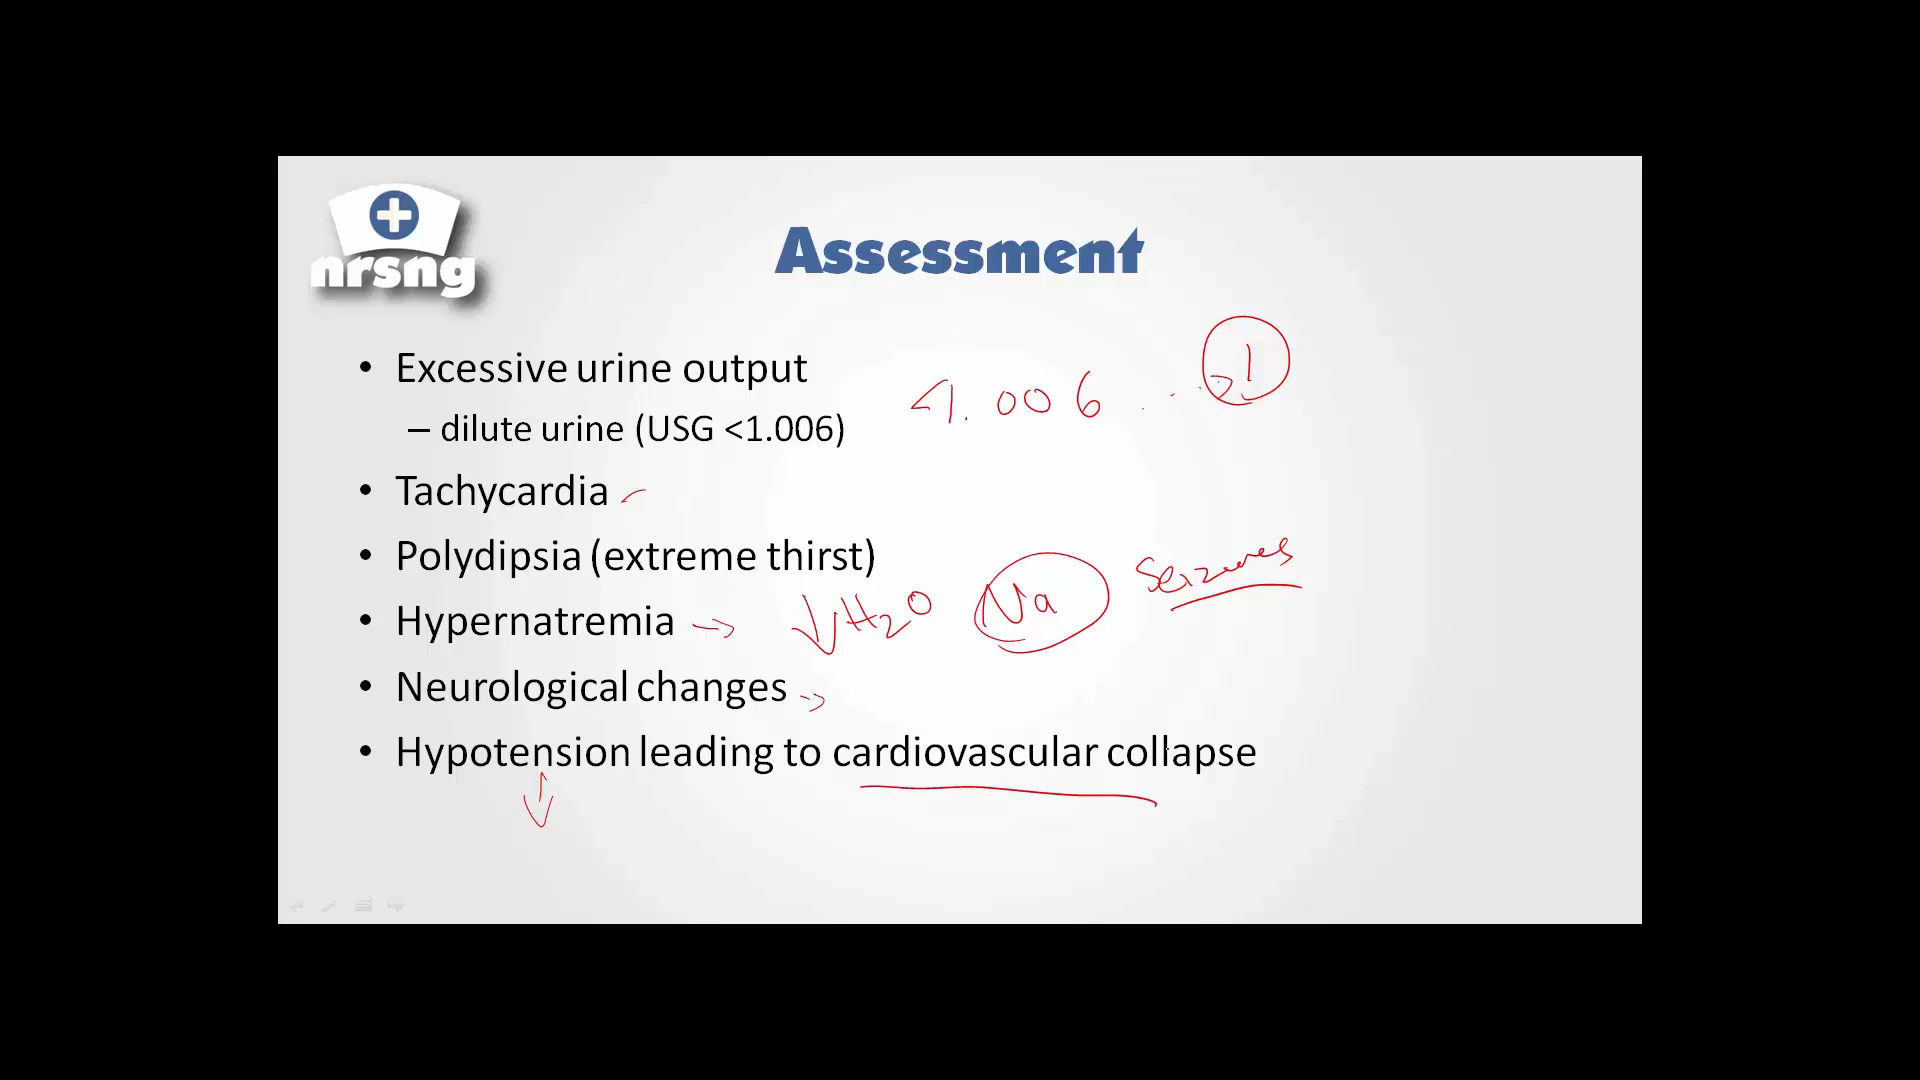 nrsng
Assessment
• Excessive urine output
– dilute urine (USG <1.006)
<1.006 ... 1
• Tachycardia
• Polydipsia (extreme thirst)
Seizures
• Hypernatremia → ↓H2O Na
• Neurological changes →
• Hypotension leading to cardiovascular collapse
↓